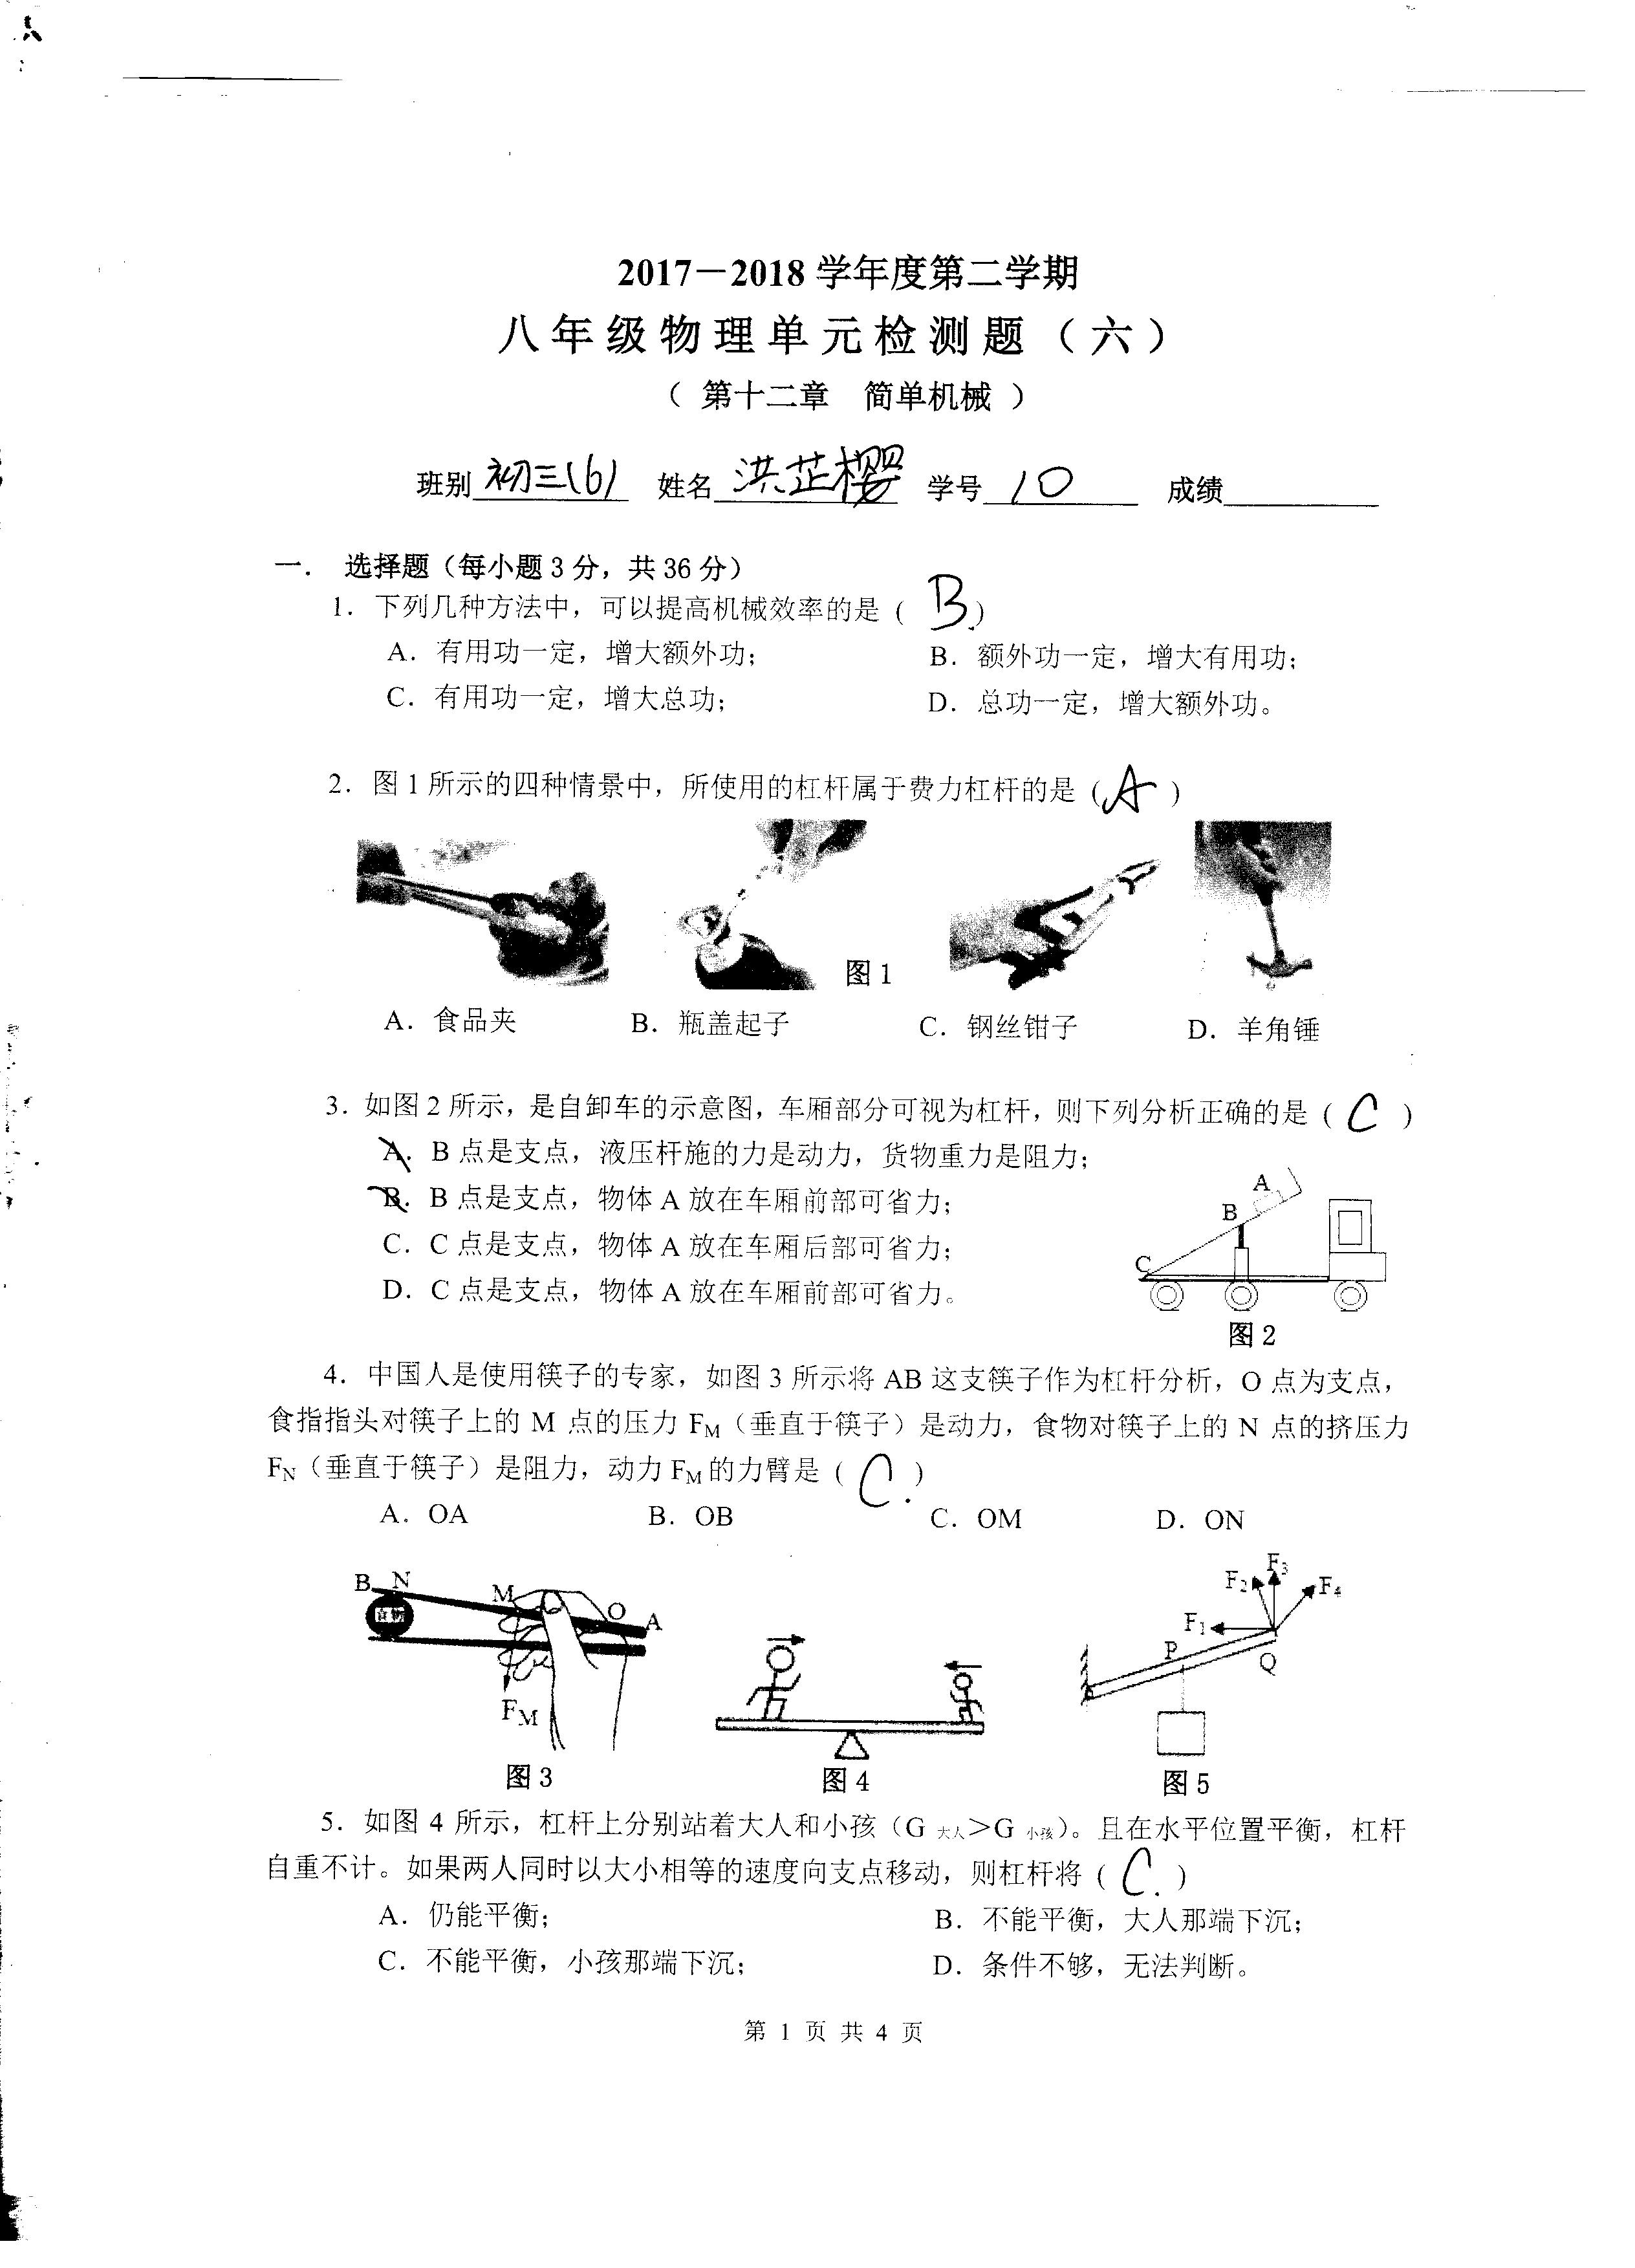 2017－2018 学年度第二学期
八年级物理单元检测题（六）
（ 第十二章 简单机械 ）
班别 初三(6) 姓名 洪芷樱 学号 10 成绩
一. 选择题（每小题 3 分，共 36 分）
1. 下列几种方法中，可以提高机械效率的是（ B ）
A. 有用功一定，增大额外功； B. 额外功一定，增大有用功；
C. 有用功一定，增大总功； D. 总功一定，增大额外功。
2. 图 1 所示的四种情景中，所使用的杠杆属于费力杠杆的是（ A ）
图 1
A. 食品夹 B. 瓶盖起子 C. 钢丝钳子 D. 羊角锤
3. 如图 2 所示，是自卸车的示意图，车厢部分可视为杠杆，则下列分析正确的是（ C ）
A. B 点是支点，液压杆施的力是动力，货物重力是阻力；
B. B 点是支点，物体 A 放在车厢前部可省力；
C. C 点是支点，物体 A 放在车厢后部可省力；
D. C 点是支点，物体 A 放在车厢前部可省力。
A
B
C
图 2
4. 中国人是使用筷子的专家，如图 3 所示将 AB 这支筷子作为杠杆分析，O 点为支点，
食指指头对筷子上的 M 点的压力 FM（垂直于筷子）是动力，食物对筷子上的 N 点的挤压力
FN（垂直于筷子）是阻力，动力 FM 的力臂是（ C. ）
A. OA B. OB C. OM D. ON
B N M O A
食物
FM
F1 F2 F3 F4
P Q
图 3 图 4 图 5
5. 如图 4 所示，杠杆上分别站着大人和小孩（G 大人＞G 小孩）。且在水平位置平衡，杠杆
自重不计。如果两人同时以大小相等的速度向支点移动，则杠杆将（ C. ）
A. 仍能平衡； B. 不能平衡，大人那端下沉；
C. 不能平衡，小孩那端下沉； D. 条件不够，无法判断。
第 1 页 共 4 页